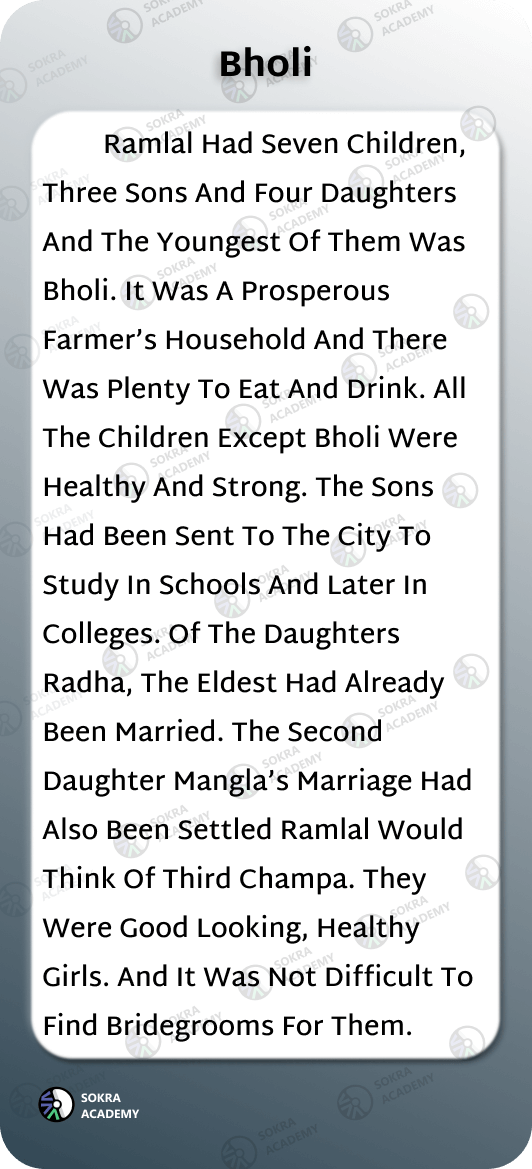 Bholi
Ramlal Had Seven Children,
Three Sons And Four Daughters
And The Youngest Of Them Was
Bholi. It Was A Prosperous
Farmer’s Household And There
Was Plenty To Eat And Drink. All
The Children Except Bholi Were
Healthy And Strong. The Sons
Had Been Sent To The City To
Study In Schools And Later In
Colleges. Of The Daughters
Radha, The Eldest Had Already
Been Married. The Second
Daughter Mangla’s Marriage Had
Also Been Settled Ramlal Would
Think Of Third Champa. They
Were Good Looking, Healthy
Girls. And It Was Not Difficult To
Find Bridegrooms For Them.
SOKRA
ACADEMY